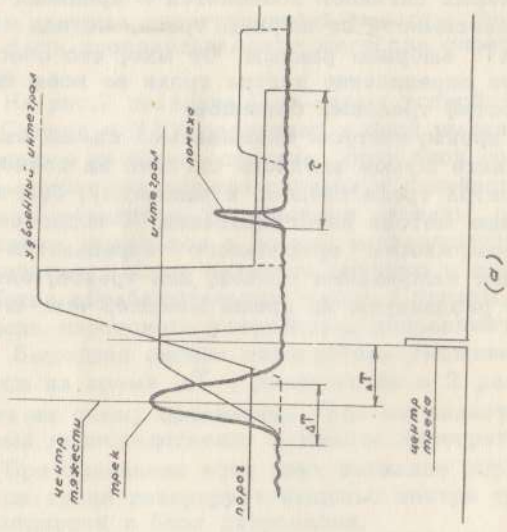 удвоенный интеграл
интеграл
помеха
центр
тяжести
трек
порог
τ
ΔT
ΔT
центр
трека
(а)